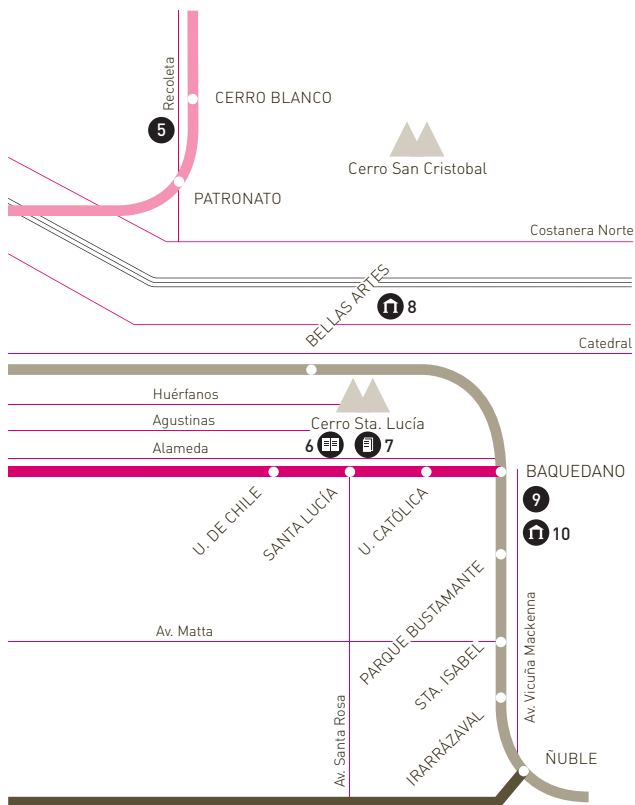 Recoleta
CERRO BLANCO
5
Cerro San Cristobal
PATRONATO
Costanera Norte
BELLAS ARTES
8
Catedral
Huérfanos
Agustinas
Cerro Sta. Lucía
Alameda
6
7
BAQUEDANO
U. DE CHILE
SANTA LUCÍA
U. CATÓLICA
9
10
PARQUE BUSTAMANTE
Av. Matta
STA. ISABEL
Av. Vicuña Mackenna
Av. Santa Rosa
IRARRÁZAVAL
ÑUBLE